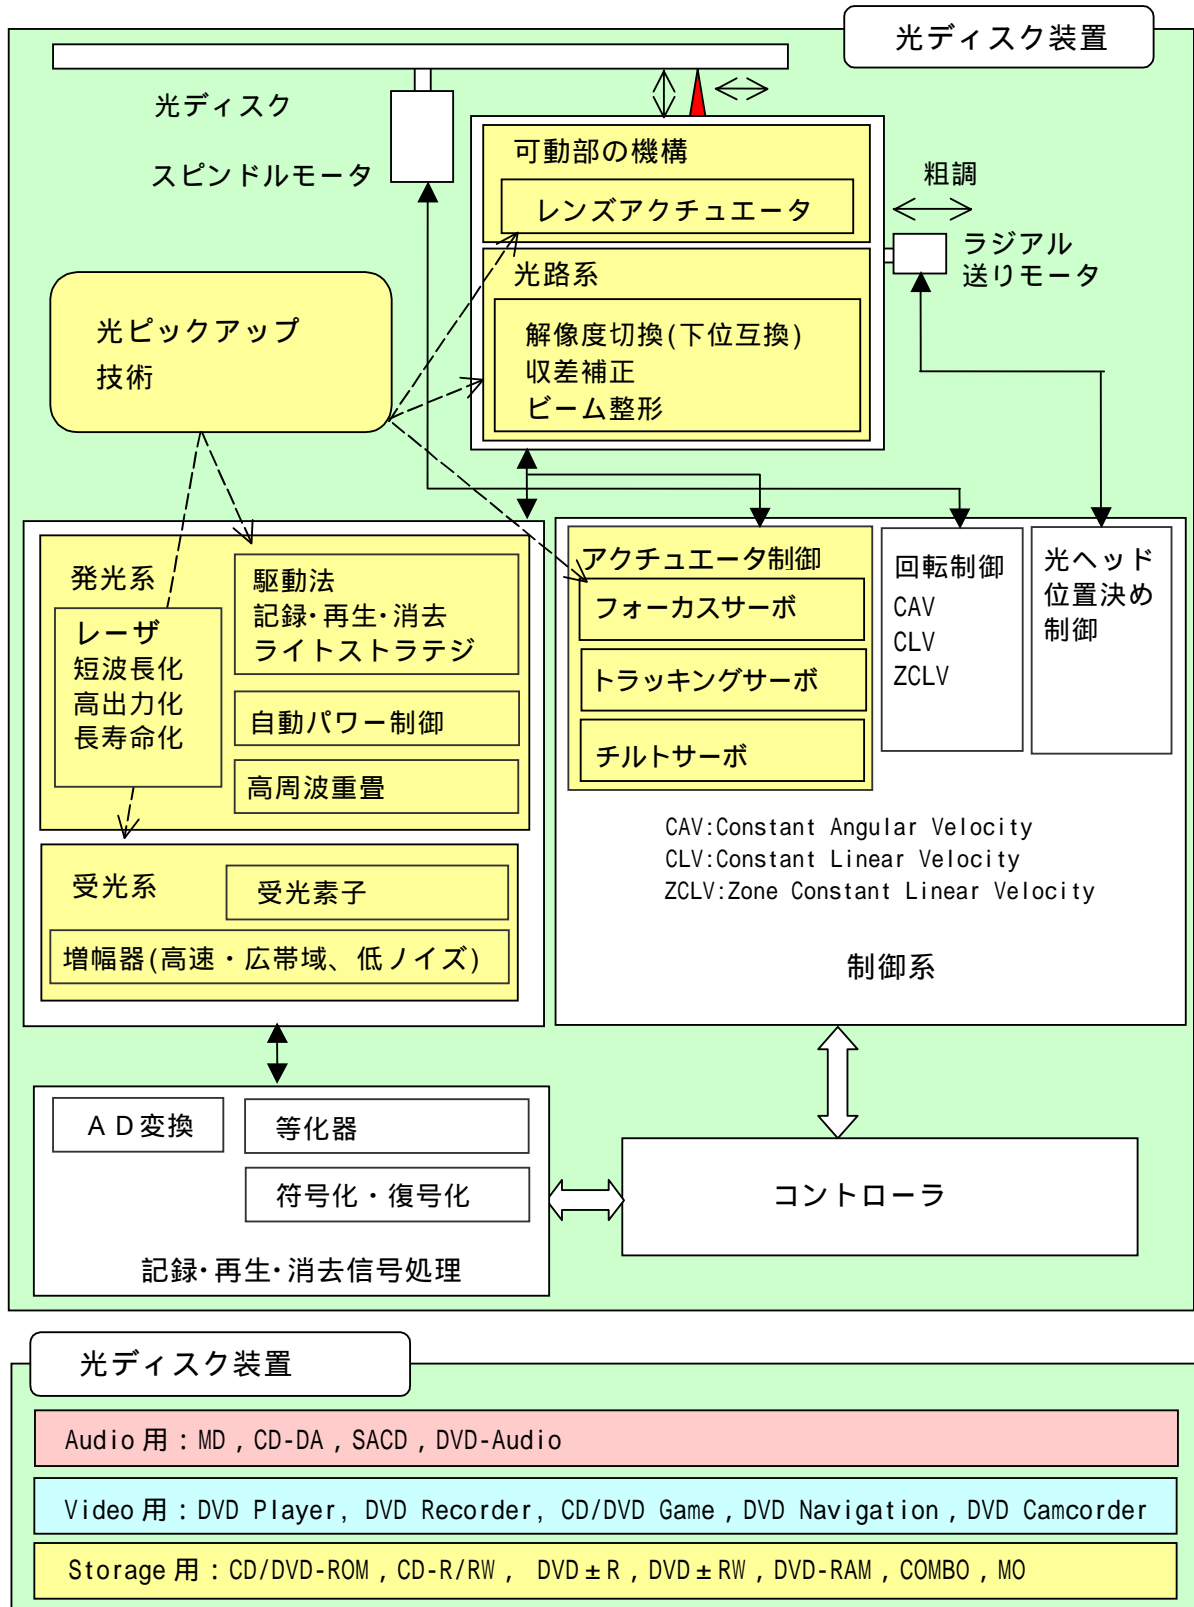 光ディスク装置
光ディスク
スピンドルモータ
可動部の機構
レンズアクチュエータ
粗調
ラジアル
送りモータ
光路系
解像度切換(下位互換)
収差補正
ビーム整形
光ピックアップ
技術
発光系
レーザ
短波長化
高出力化
長寿命化
駆動法
記録・再生・消去
ライトストラテジ
自動パワー制御
高周波重畳
受光系
受光素子
増幅器(高速・広帯域、低ノイズ)
アクチュエータ制御
フォーカスサーボ
トラッキングサーボ
チルトサーボ
回転制御
CAV
CLV
ZCLV
光ヘッド
位置決め
制御
CAV:Constant Angular Velocity
CLV:Constant Linear Velocity
ZCLV:Zone Constant Linear Velocity
制御系
ＡＤ変換
等化器
符号化・復号化
記録・再生・消去信号処理
コントローラ
光ディスク装置
Audio 用：MD，CD-DA，SACD，DVD-Audio
Video 用：DVD Player, DVD Recorder, CD/DVD Game，DVD Navigation，DVD Camcorder
Storage 用：CD/DVD-ROM，CD-R/RW， DVD±R，DVD±RW，DVD-RAM，COMBO，MO